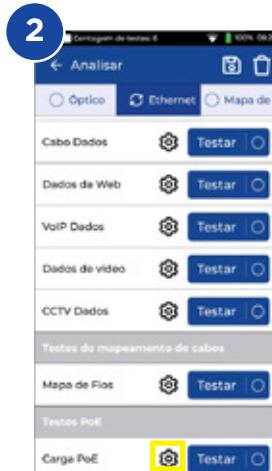 2
Contagem de testes: 6 100%
Analisar
Óptico Ethernet Mapa de
Cabo Dados Testar
Dados da Web Testar
VoIP Dados Testar
Dados de vídeo Testar
CCTV Dados Testar
Testes do mapeamento de cabos
Mapa de Fios Testar
Testes PoE
Carga PoE Testar